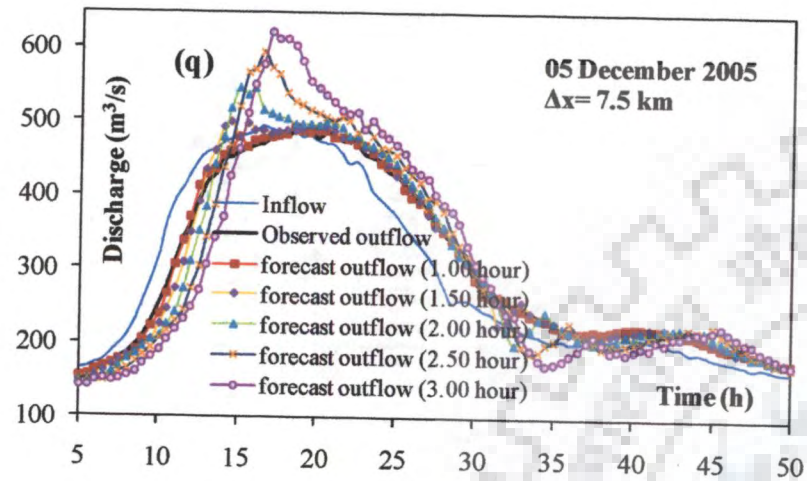 600
500
400
300
200
100
Discharge (m³/s)
(q)
05 December 2005
Δx= 7.5 km
Inflow
Observed outflow
forecast outflow (1.00 hour)
forecast outflow (1.50 hour)
forecast outflow (2.00 hour)
forecast outflow (2.50 hour)
forecast outflow (3.00 hour)
Time (h)
5 10 15 20 25 30 35 40 45 50